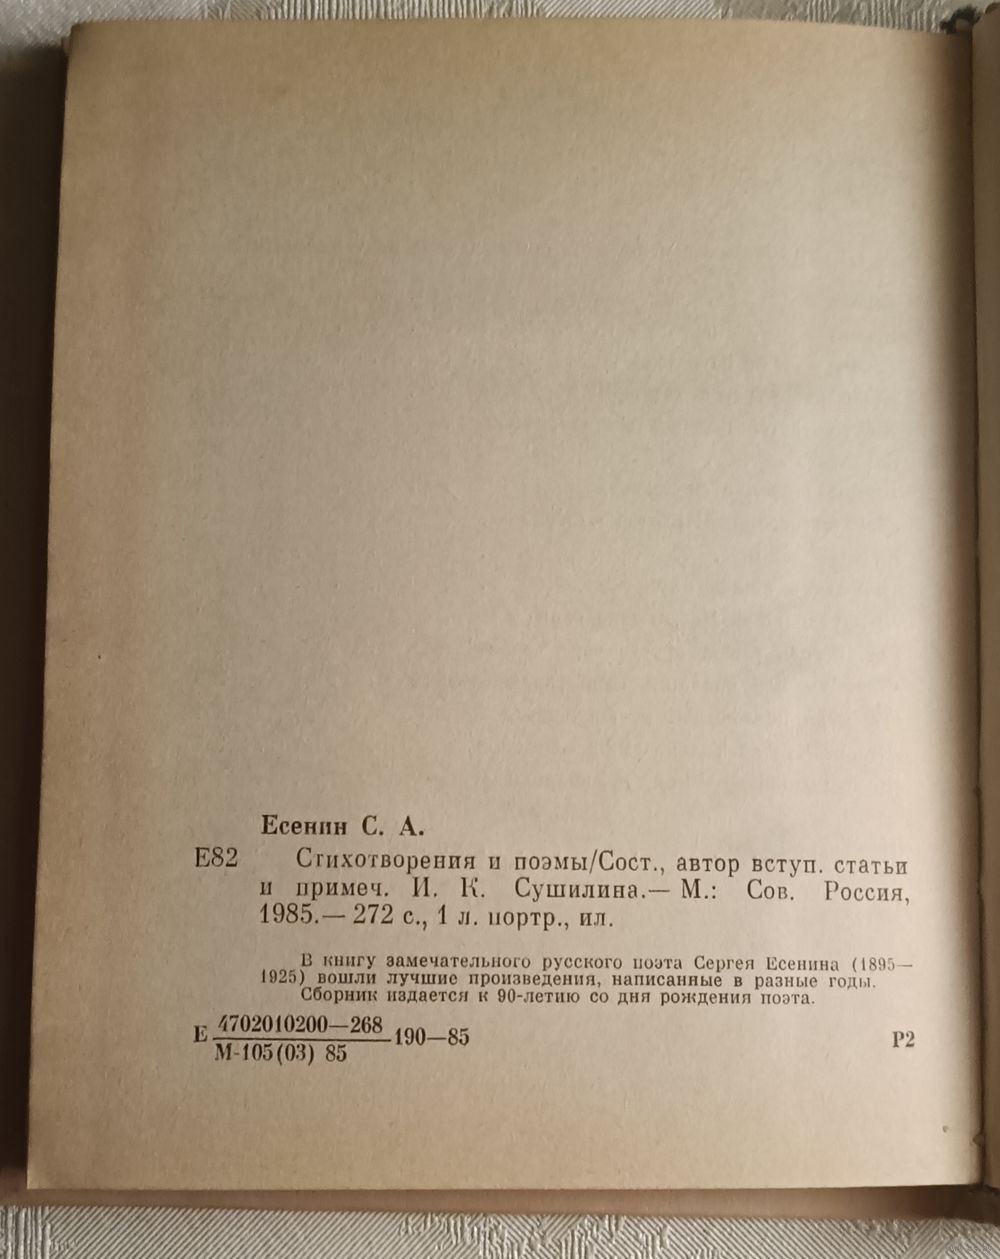 Есенин С. А.
Е82 Стихотворения и поэмы/Сост., автор вступ. статьи
и примеч. И. К. Сушилина.— М.: Сов. Россия,
1985.— 272 с., 1 л. портр., ил.
В книгу замечательного русского поэта Сергея Есенина (1895—
1925) вошли лучшие произведения, написанные в разные годы.
Сборник издается к 90-летию со дня рождения поэта.
Е 4702010200—268 190—85 Р2
М-105(03) 85